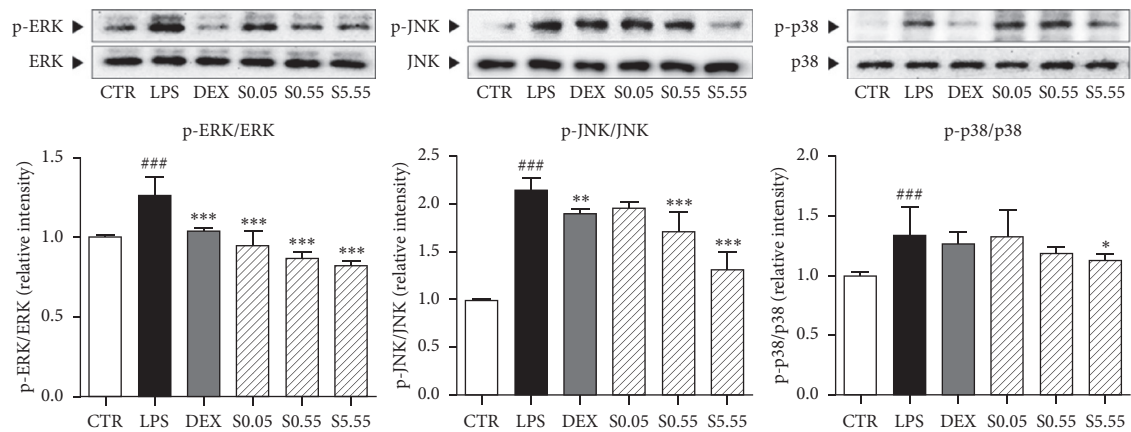 p-ERK ►
ERK ►
CTR LPS DEX S0.05 S0.55 S5.55
p-JNK ►
JNK ►
CTR LPS DEX S0.05 S0.55 S5.55
p-p38 ►
p38 ►
CTR LPS DEX S0.05 S0.55 S5.55
p-ERK/ERK
p-ERK/ERK (relative intensity)
1.5
1.0
0.5
0.0
###
***
***
***
***
CTR LPS DEX S0.05 S0.55 S5.55
p-JNK/JNK
p-JNK/JNK (relative intensity)
2.5
2.0
1.5
1.0
0.5
0.0
###
**
***
***
CTR LPS DEX S0.05 S0.55 S5.55
p-p38/p38
p-p38/p38 (relative intensity)
2.0
1.5
1.0
0.5
0.0
###
*
CTR LPS DEX S0.05 S0.55 S5.55